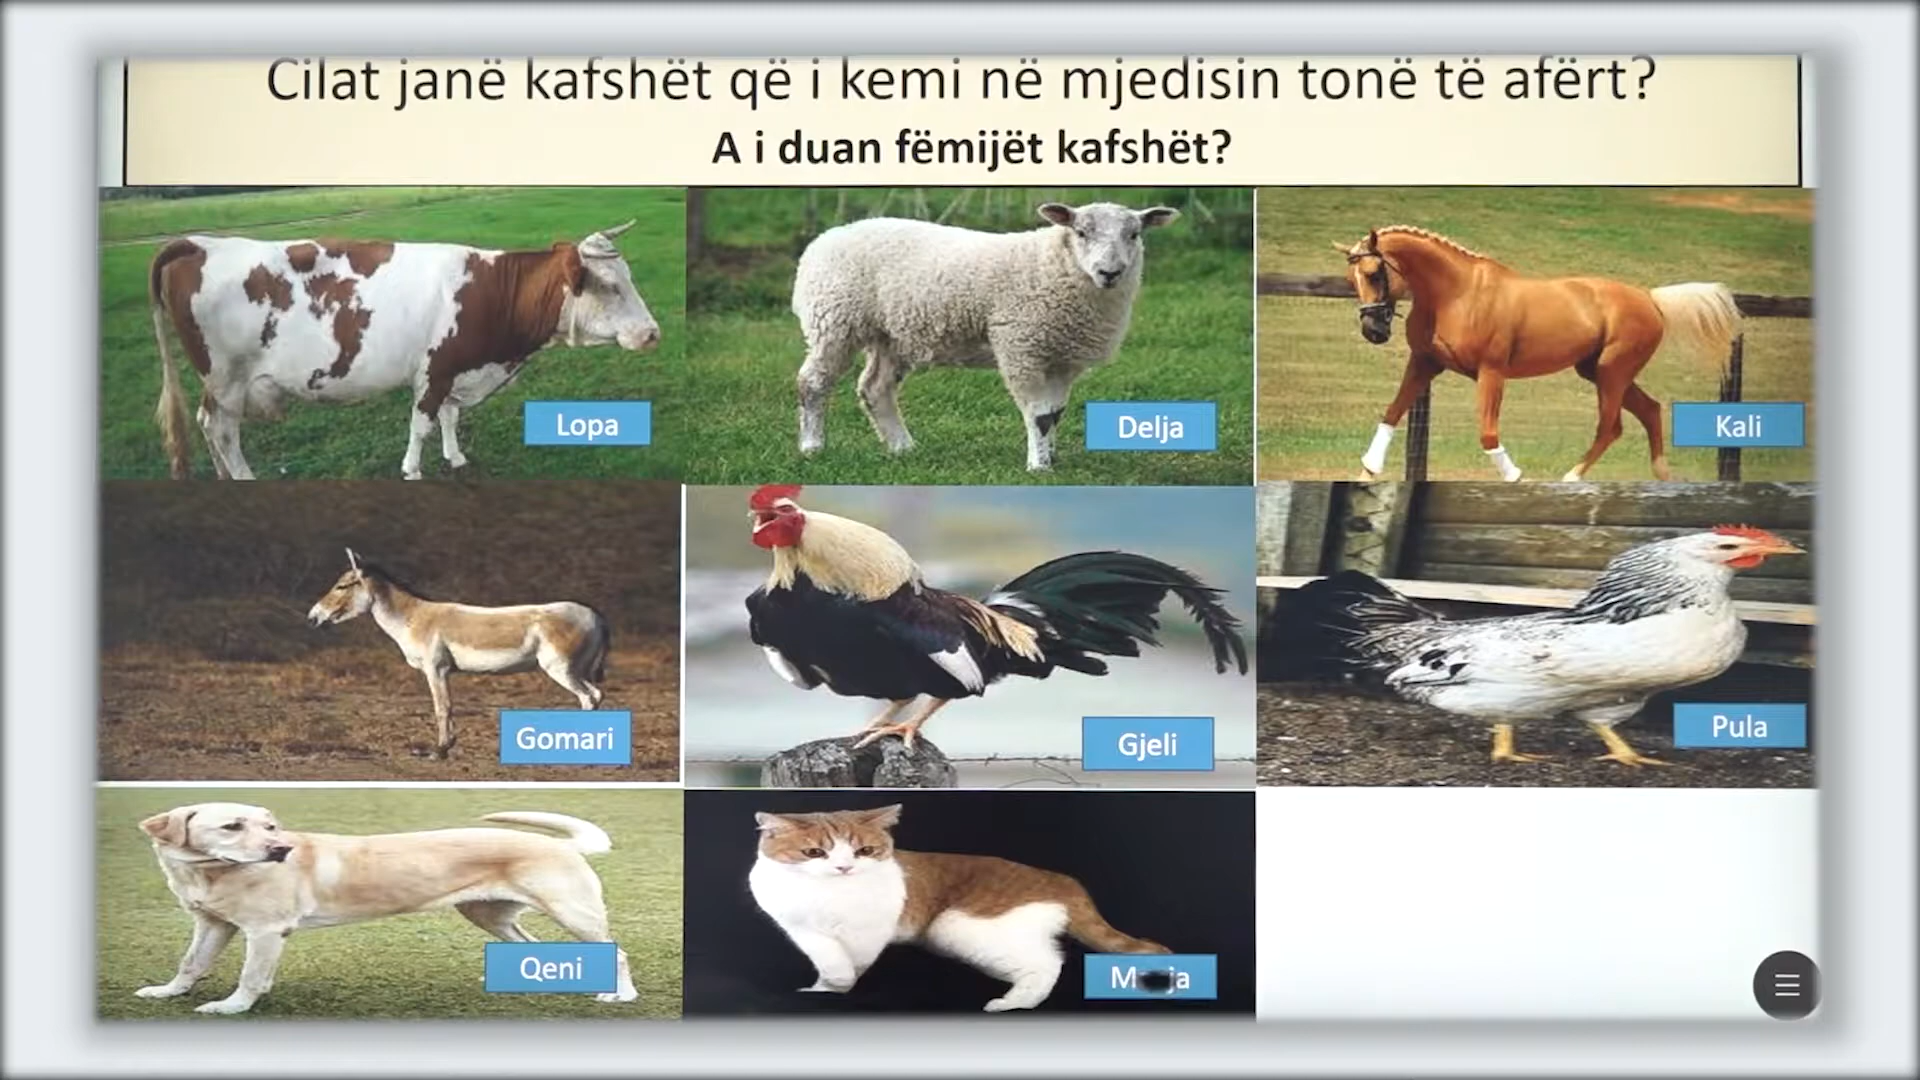 Cilat janë kafshët që i kemi në mjedisin tonë të afërt?
A i duan fëmijët kafshët?
Lopa
Delja
Kali
Gomari
Gjeli
Pula
Qeni